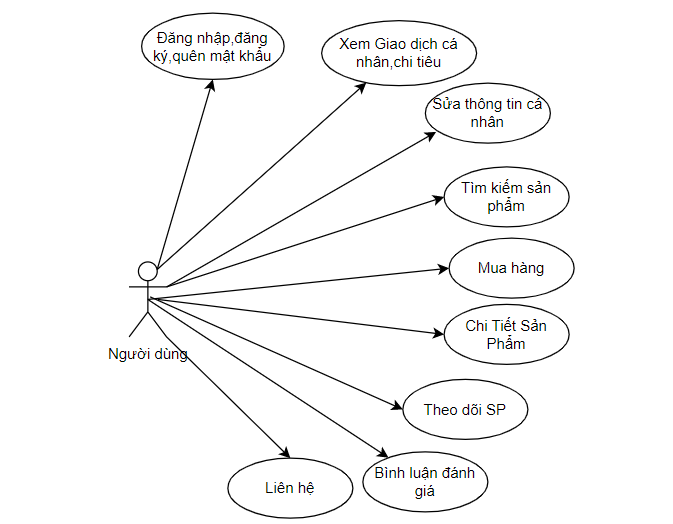 Đăng nhập,đăng
ký,quên mật khẩu
Xem Giao dịch cá
nhân,chi tiêu
Sửa thông tin cá
nhân
Tìm kiếm sản
phẩm
Mua hàng
Chi Tiết Sản
Phẩm
Người dùng
Theo dõi SP
Bình luận đánh
giá
Liên hệ